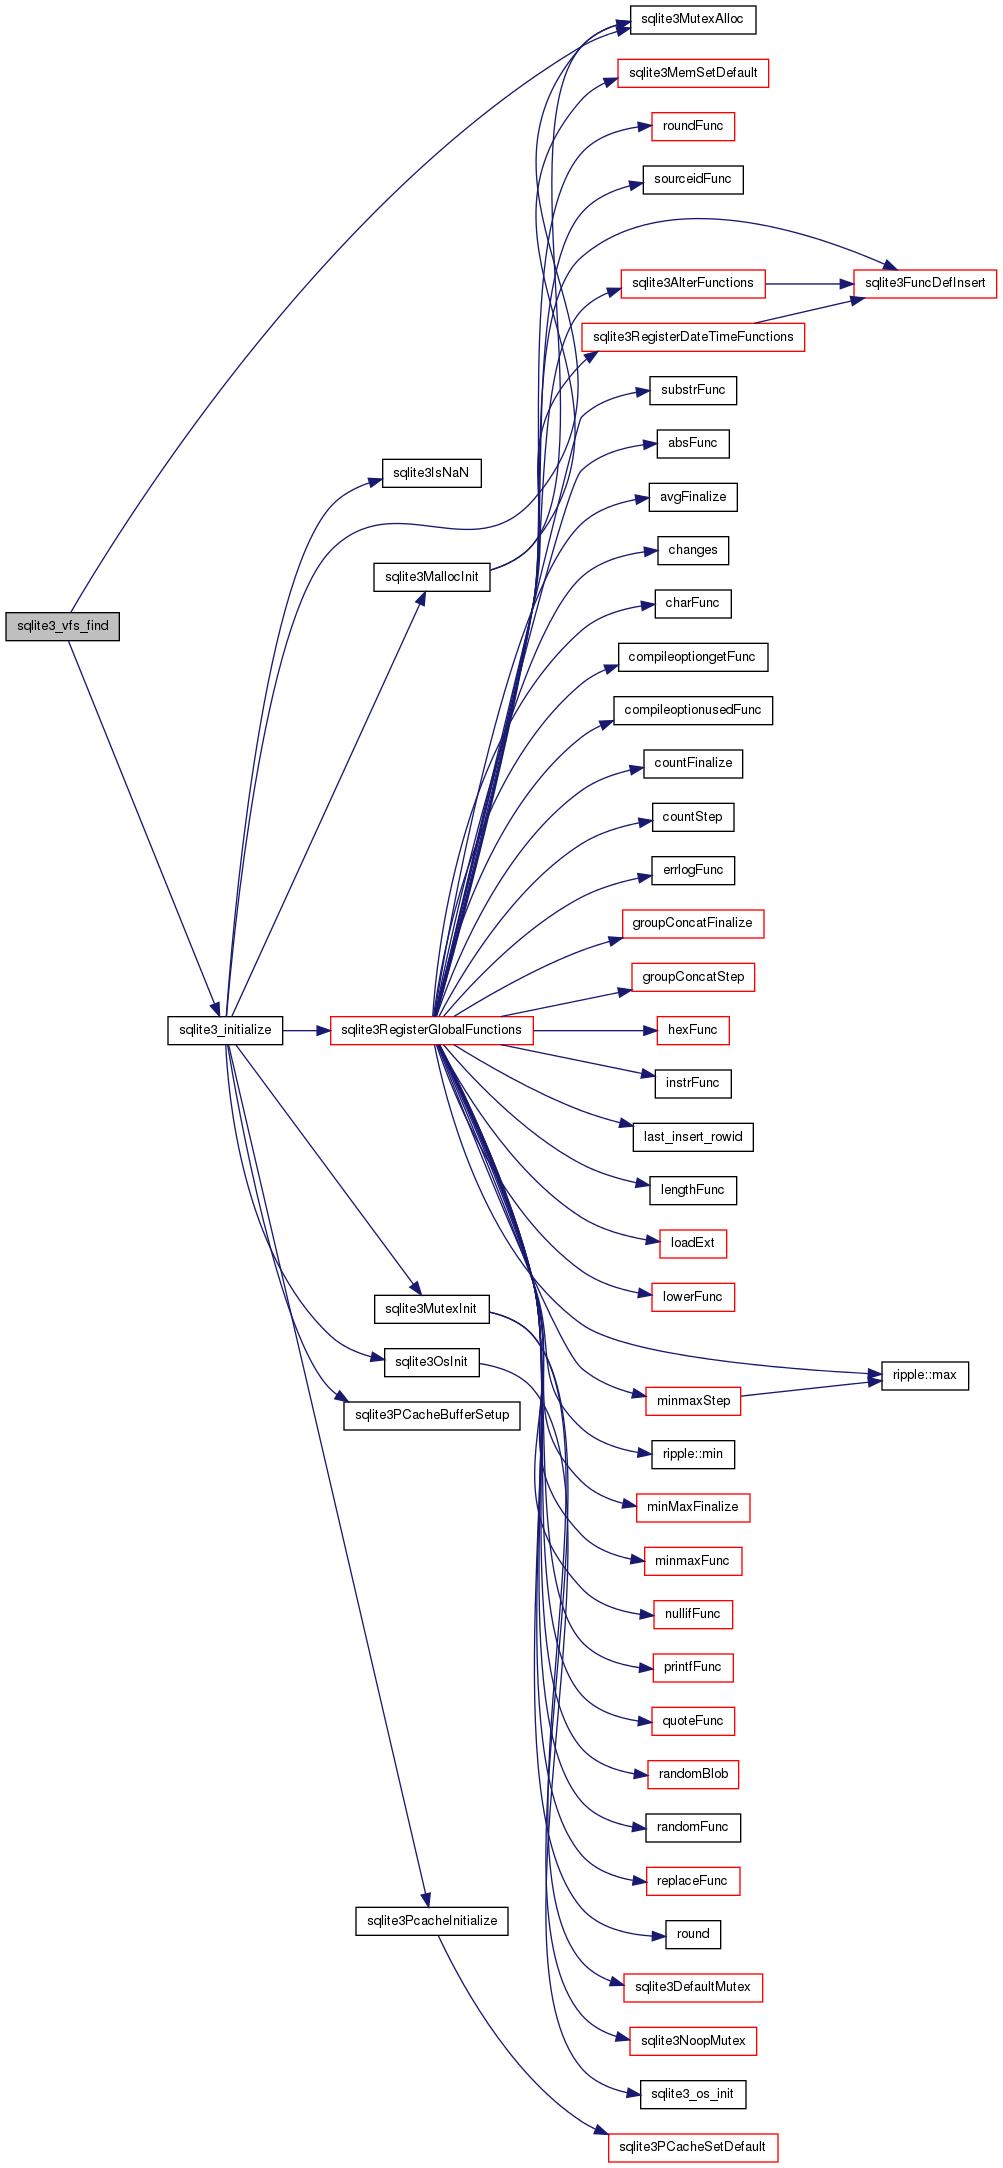 sqlite3MutexAlloc
sqlite3MemSetDefault
roundFunc
sourceidFunc
sqlite3AlterFunctions
sqlite3FuncDefInsert
sqlite3RegisterDateTimeFunctions
substrFunc
absFunc
sqlite3IsNaN
avgFinalize
changes
sqlite3MallocInit
charFunc
sqlite3_vfs_find
compileoptiongetFunc
compileoptionusedFunc
countFinalize
countStep
errlogFunc
groupConcatFinalize
groupConcatStep
sqlite3_initialize
sqlite3RegisterGlobalFunctions
hexFunc
instrFunc
last_insert_rowid
lengthFunc
loadExt
lowerFunc
sqlite3MutexInit
sqlite3OsInit
ripple::max
minmaxStep
sqlite3PCacheBufferSetup
ripple::min
minMaxFinalize
minmaxFunc
nullifFunc
printfFunc
quoteFunc
randomBlob
randomFunc
replaceFunc
sqlite3PcacheInitialize
round
sqlite3DefaultMutex
sqlite3NoopMutex
sqlite3_os_init
sqlite3PCacheSetDefault